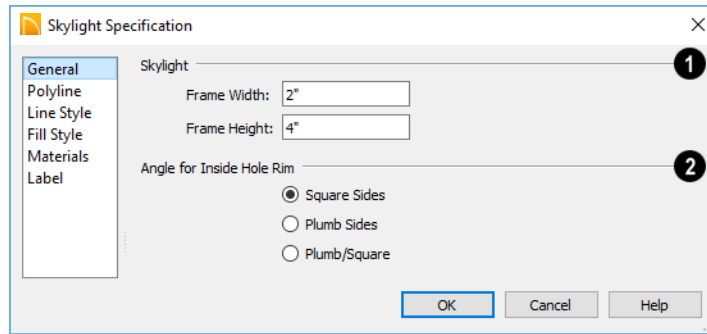 Skylight Specification
General
Polyline
Line Style
Fill Style
Materials
Label
Skylight
1
Frame Width: 2"
Frame Height: 4"
Angle for Inside Hole Rim
2
Square Sides
Plumb Sides
Plumb/Square
OK Cancel Help